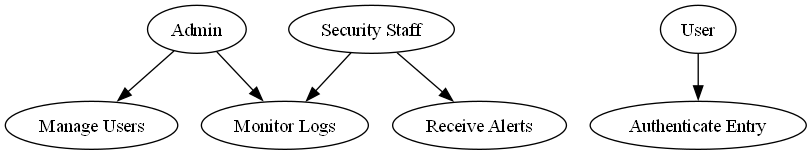 Admin
Security Staff
User
Manage Users
Monitor Logs
Receive Alerts
Authenticate Entry